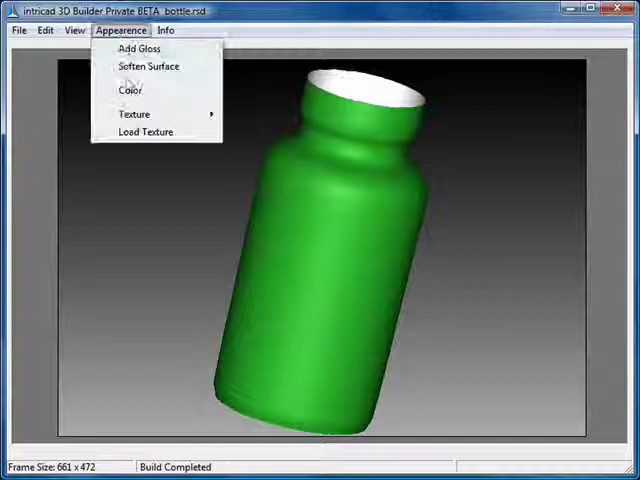 intricad 3D Builder Private BETA bottle.rsd
File Edit View Appearence Info
Add Gloss
Soften Surface
Color
Texture
Load Texture
Frame Size: 661 x 472 Build Completed